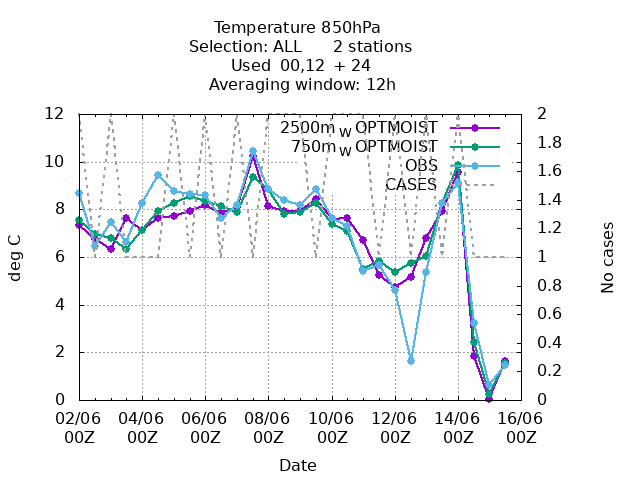 Temperature 850hPa
Selection: ALL 2 stations
Used 00,12 + 24
Averaging window: 12h
2500m W OPTMOIST
750m W OPTMOIST
OBS
CASES
deg C
12
10
8
6
4
2
0
No cases
2
1.8
1.6
1.4
1.2
1
0.8
0.6
0.4
0.2
0
02/06 04/06 06/06 08/06 10/06 12/06 14/06 16/06
00Z 00Z 00Z 00Z 00Z 00Z 00Z 00Z
Date